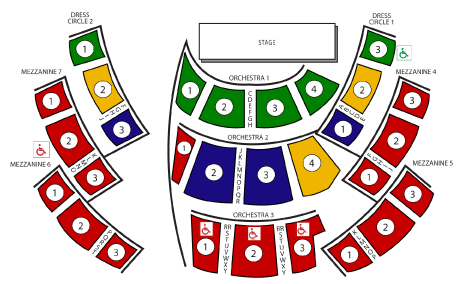 DRESS
CIRCLE 2
DRESS
CIRCLE 1
STAGE
1
2
3
3
2
1
MEZZANINE 7
MEZZANINE 4
ORCHESTRA 1
1
2
3
4
C
D
E
F
G
H
1
2
3
3
2
1
ORCHESTRA 2
1
2
3
4
J
K
L
M
N
O
P
Q
R
MEZZANINE 6
MEZZANINE 5
1
2
3
3
2
1
ORCHESTRA 3
1
2
3
RR
S
T
U
V
W
X
Y
RR
S
T
U
V
W
X
Y